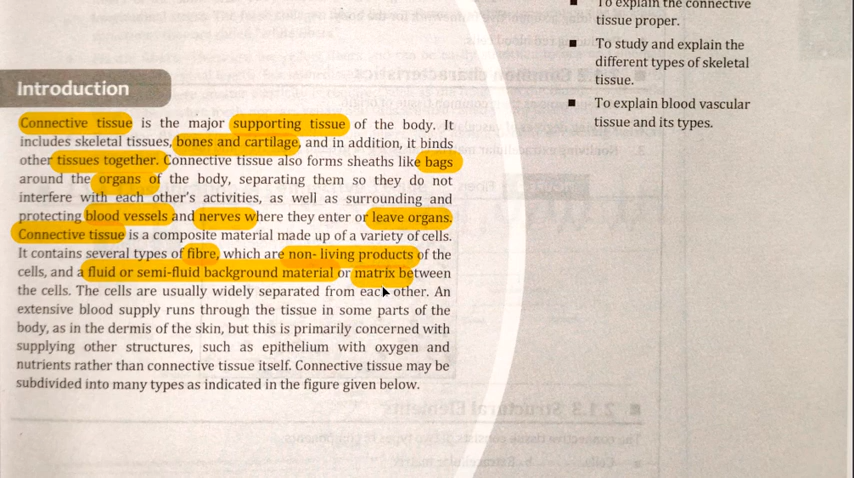 Introduction
Connective tissue is the major supporting tissue of the body. It
includes skeletal tissues, bones and cartilage, and in addition, it binds
other tissues together. Connective tissue also forms sheaths like bags
around the organs of the body, separating them so they do not
interfere with each other's activities, as well as surrounding and
protecting blood vessels and nerves where they enter or leave organs.
Connective tissue is a composite material made up of a variety of cells.
It contains several types of fibre, which are non- living products of the
cells, and a fluid or semi-fluid background material or matrix between
the cells. The cells are usually widely separated from each other. An
extensive blood supply runs through the tissue in some parts of the
body, as in the dermis of the skin, but this is primarily concerned with
supplying other structures, such as epithelium with oxygen and
nutrients rather than connective tissue itself. Connective tissue may be
subdivided into many types as indicated in the figure given below.
■ To explain the connective
tissue proper.
■ To study and explain the
different types of skeletal
tissue.
■ To explain blood vascular
tissue and its types.